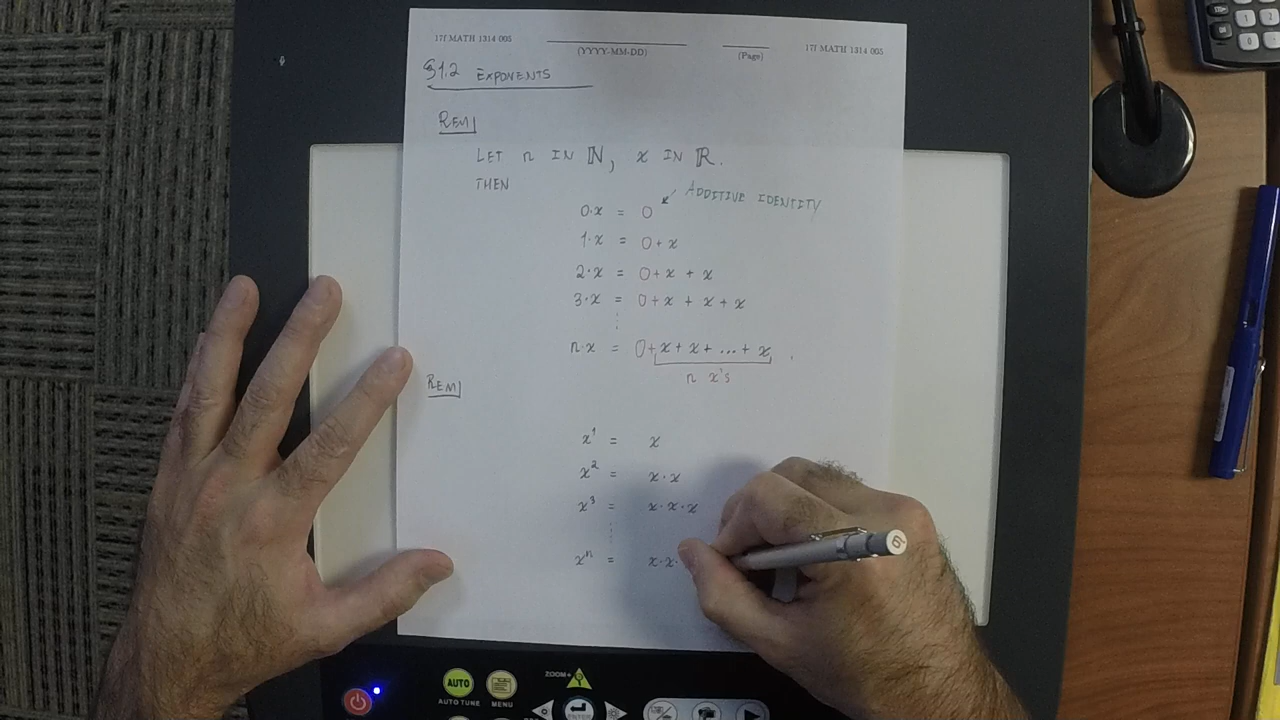 17f MATH 1314 005
(YYYY-MM-DD)
(Page)
17f MATH 1314 005
§1.2 EXPONENTS
REM
LET n IN ℕ, x IN ℝ.
THEN
0·x = 0 ADDITIVE IDENTITY
1·x = 0+x
2·x = 0+x + x
3·x = 0+x + x + x
⋮
n·x = 0+x+x+...+x.
n x's
REM
x¹ = x
x² = x·x
x³ = x·x·x
⋮
xⁿ = x·x·
AUTO
AUTO TUNE
MENU
ZOOM+
6